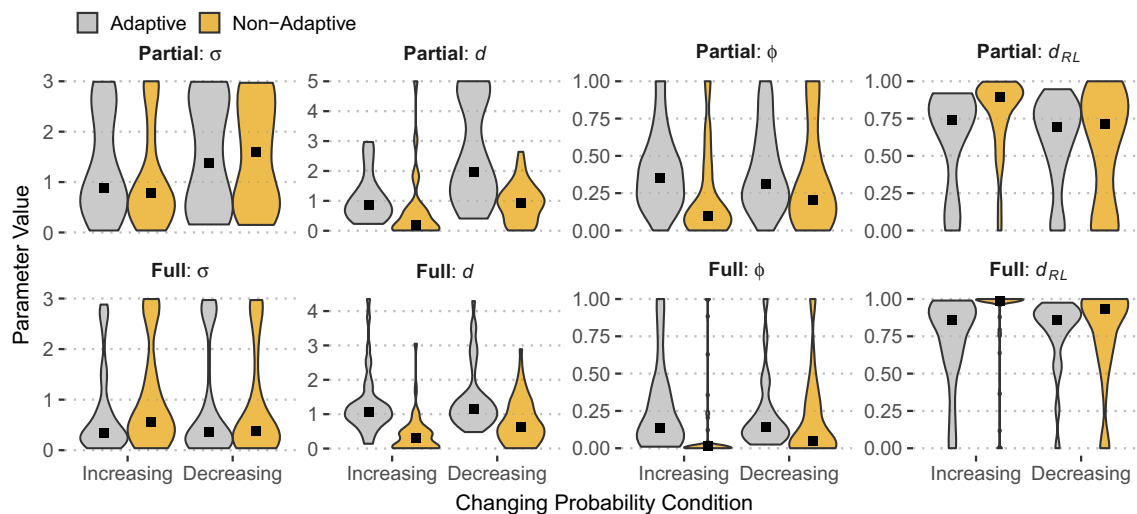 Adaptive Non-Adaptive
Partial: σ Partial: d Partial: ϕ Partial: d_RL
3 5 1.00 1.00
4
2 0.75 0.75
3
0.50 0.50
1 2
0.25 0.25
1
0 0 0.00 0.00
Parameter Value
Full: σ Full: d Full: ϕ Full: d_RL
3 1.00 1.00
4
0.75 0.75
2 3
0.50 0.50
2
1
1 0.25 0.25
0 0 0.00 0.00
Increasing Decreasing Increasing Decreasing Increasing Decreasing Increasing Decreasing
Changing Probability Condition